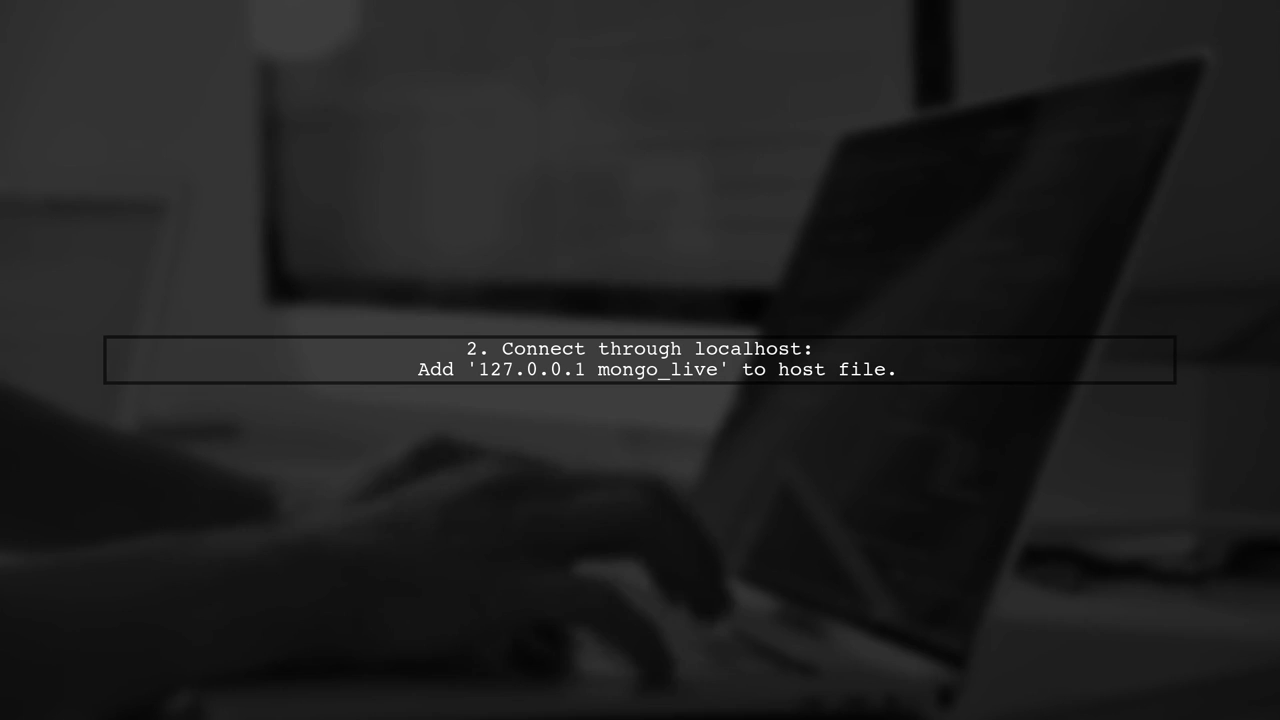 2. Connect through localhost:
Add '127.0.0.1 mongo_live' to host file.